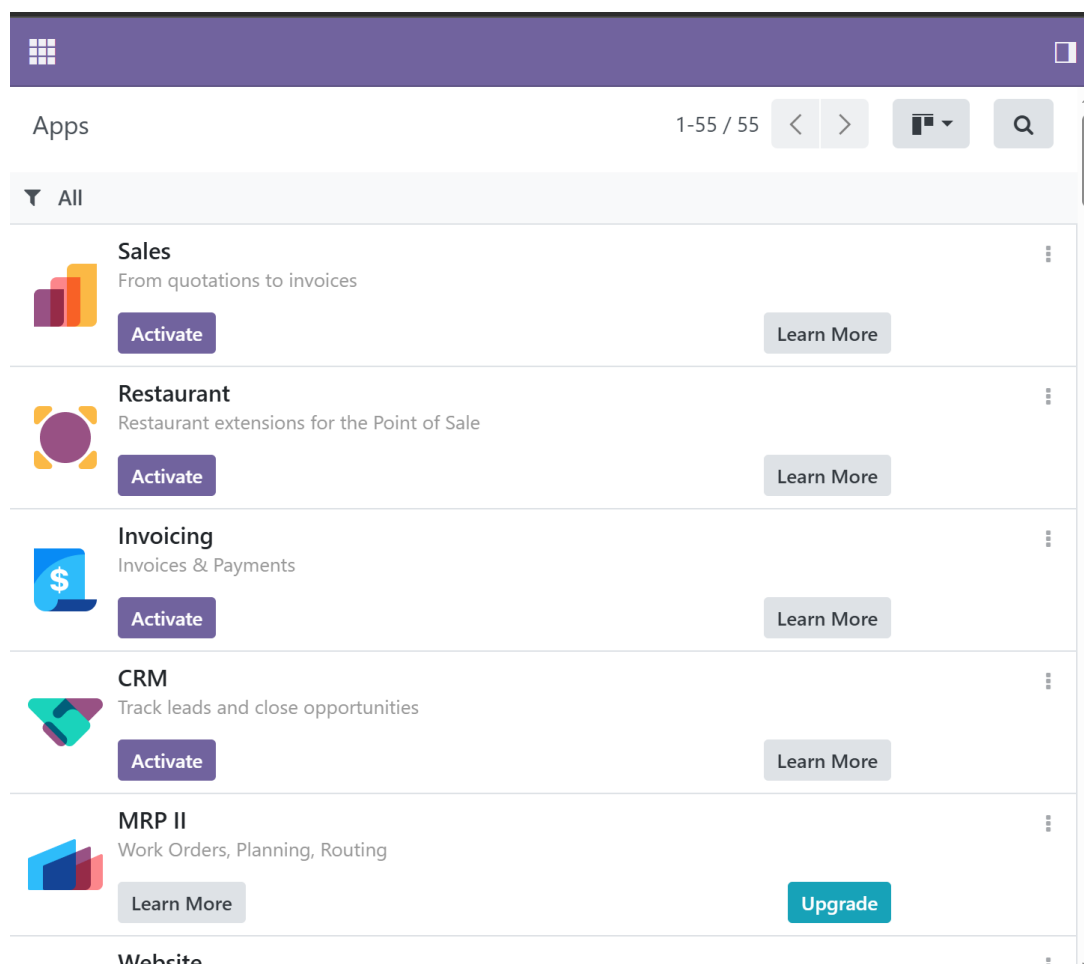 Apps
1-55 / 55
All
Sales
From quotations to invoices
Activate
Learn More
Restaurant
Restaurant extensions for the Point of Sale
Activate
Learn More
Invoicing
Invoices & Payments
$
Activate
Learn More
CRM
Track leads and close opportunities
Activate
Learn More
MRP II
Work Orders, Planning, Routing
Learn More
Upgrade
Website